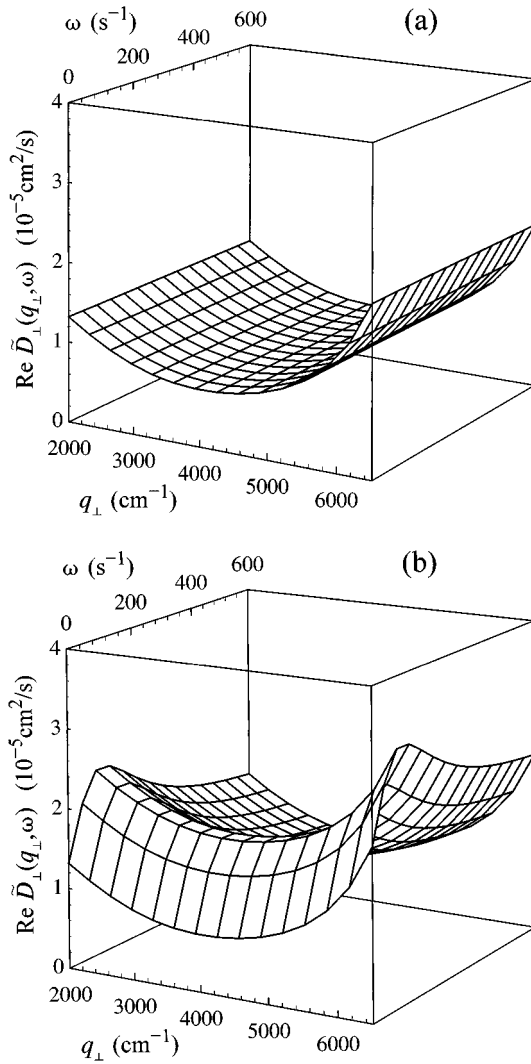 (a)
ω (s⁻¹)
0 200 400 600
4
3
2
1
0
Re D̃⊥(q⊥,ω) (10⁻⁵cm²/s)
2000 3000 4000 5000 6000
q⊥ (cm⁻¹)
(b)
ω (s⁻¹)
0 200 400 600
4
3
2
1
0
Re D̃⊥(q⊥,ω) (10⁻⁵cm²/s)
2000 3000 4000 5000 6000
q⊥ (cm⁻¹)